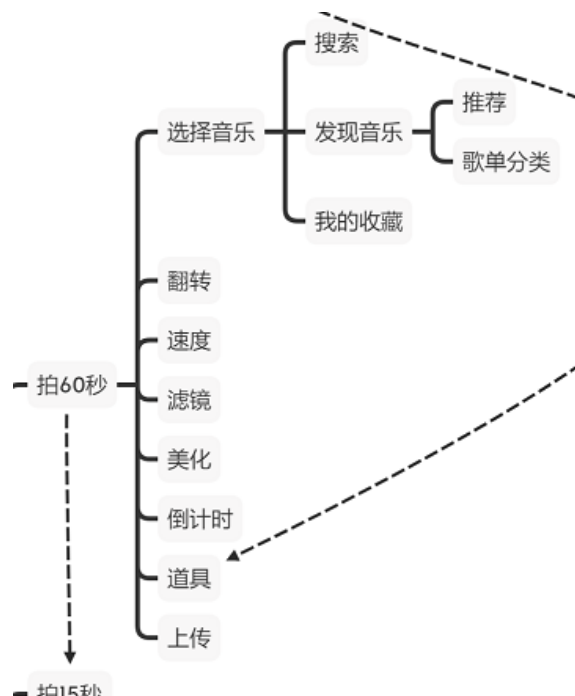 搜索
选择音乐
发现音乐
推荐
歌单分类
我的收藏
翻转
速度
拍60秒
滤镜
美化
倒计时
道具
上传
拍15秒